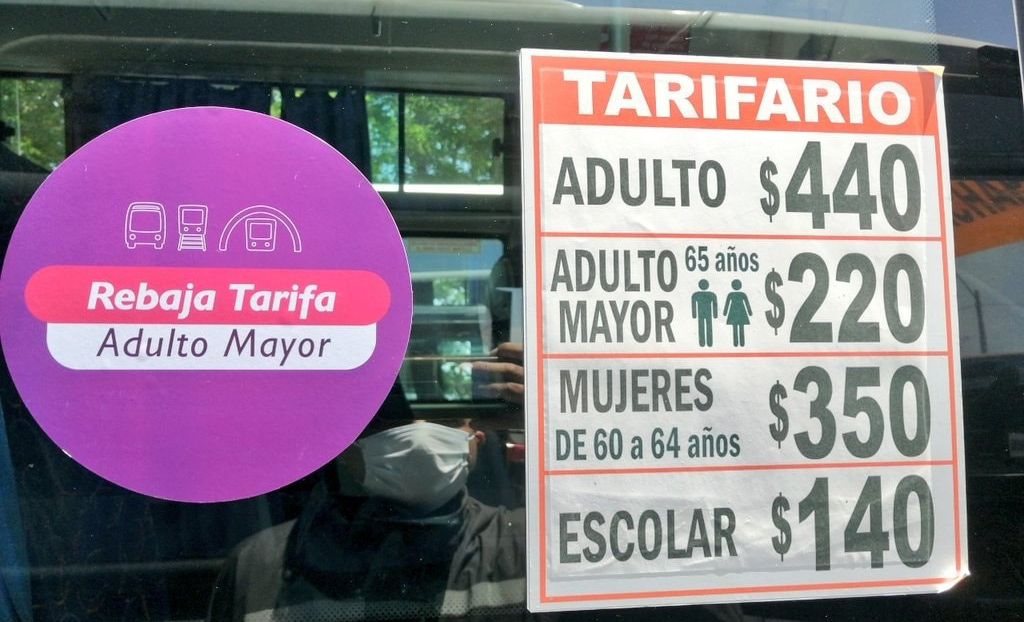 Rebaja Tarifa
Adulto Mayor
TARIFARIO
ADULTO $440
ADULTO MAYOR 65 años $220
MUJERES
DE 60 a 64 años $350
ESCOLAR $140